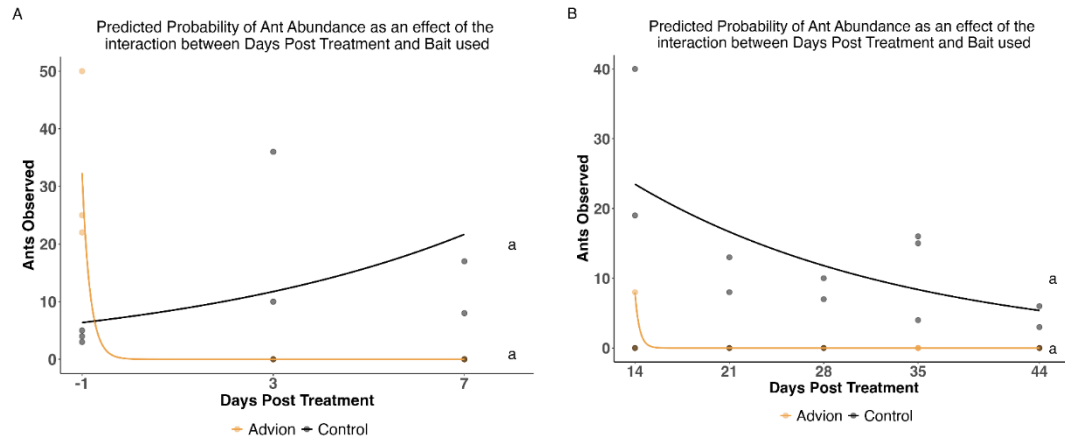 A
Predicted Probability of Ant Abundance as an effect of the
interaction between Days Post Treatment and Bait used
50
40
30
20
10
0
Ants Observed
a
a
-1 3 7
Days Post Treatment
Advion Control
B
Predicted Probability of Ant Abundance as an effect of the
interaction between Days Post Treatment and Bait used
40
30
20
10
0
Ants Observed
a
a
14 21 28 35 44
Days Post Treatment
Advion Control